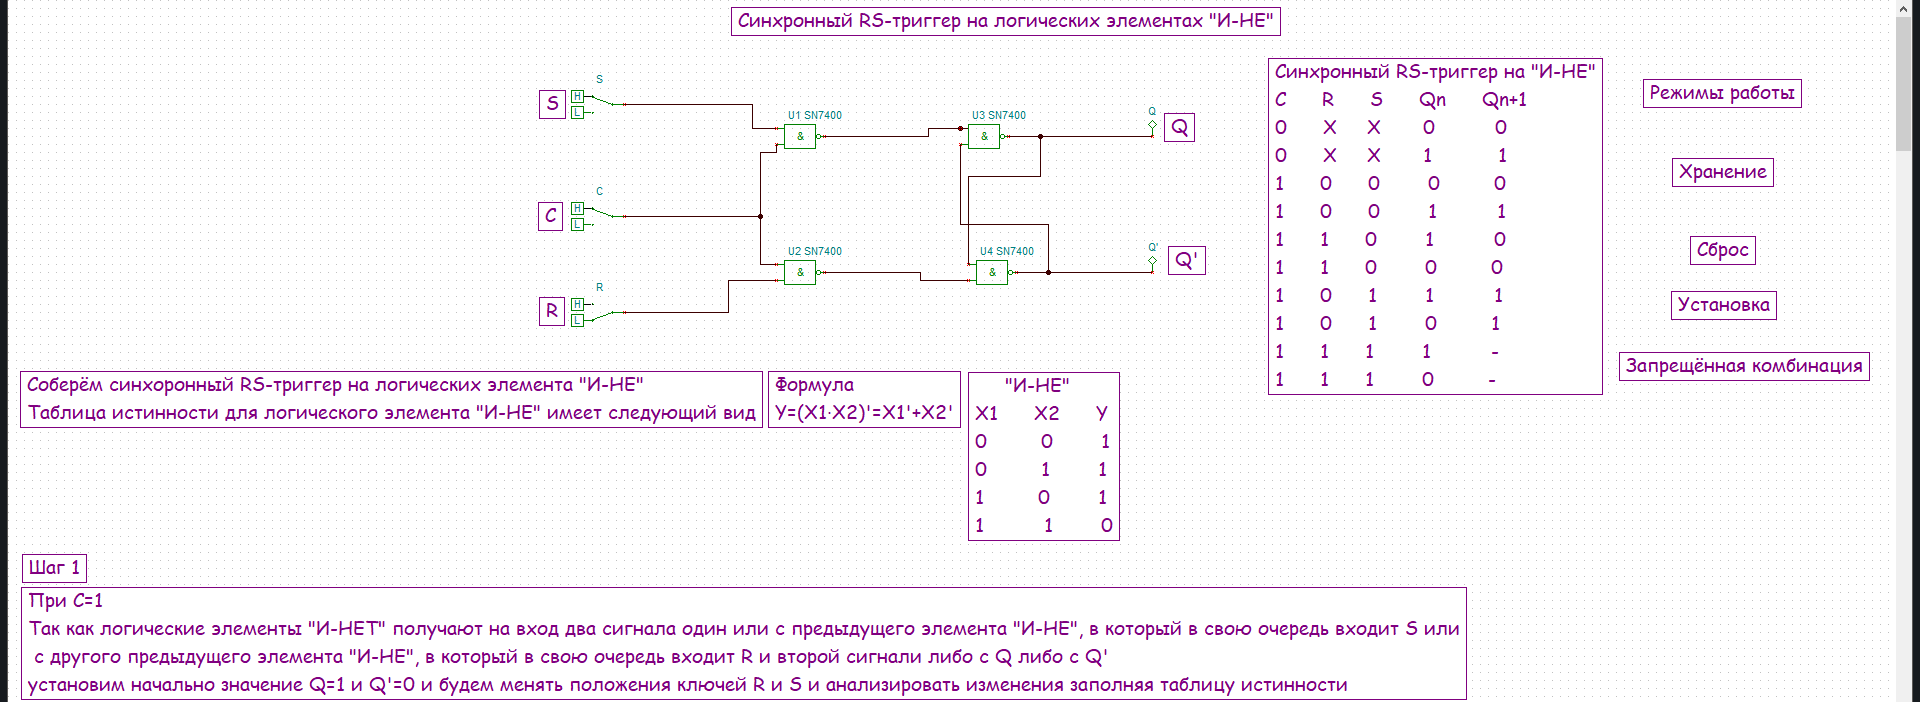 Синхронный RS-триггер на логических элементах "И-НЕ"
S
S
H
L
U1 SN7400
&
U3 SN7400
&
Q
Q
C
C
H
L
U2 SN7400
&
U4 SN7400
&
Q'
Q'
R
R
H
L
Синхронный RS-триггер на "И-НЕ"
C R S Qn Qn+1
0 X X 0 0
0 X X 1 1
1 0 0 0 0
1 0 0 1 1
1 1 0 1 0
1 1 0 0 0
1 0 1 1 1
1 0 1 0 1
1 1 1 1 -
1 1 1 0 -
Режимы работы
Хранение
Сброс
Установка
Запрещённая комбинация
Соберём синхоронный RS-триггер на логических элемента "И-НЕ"
Таблица истинности для логического элемента "И-НЕ" имеет следующий вид
Формула
Y=(X1·X2)'=X1'+X2'
"И-НЕ"
X1 X2 Y
0 0 1
0 1 1
1 0 1
1 1 0
Шаг 1
При C=1
Так как логические элементы "И-НЕТ" получают на вход два сигнала один или с предыдущего элемента "И-НЕ", в который в свою очередь входит S или
с другого предыдущего элемента "И-НЕ", в который в свою очередь входит R и второй сигнали либо с Q либо с Q'
установим начально значение Q=1 и Q'=0 и будем менять положения ключей R и S и анализировать изменения заполняя таблицу истинности